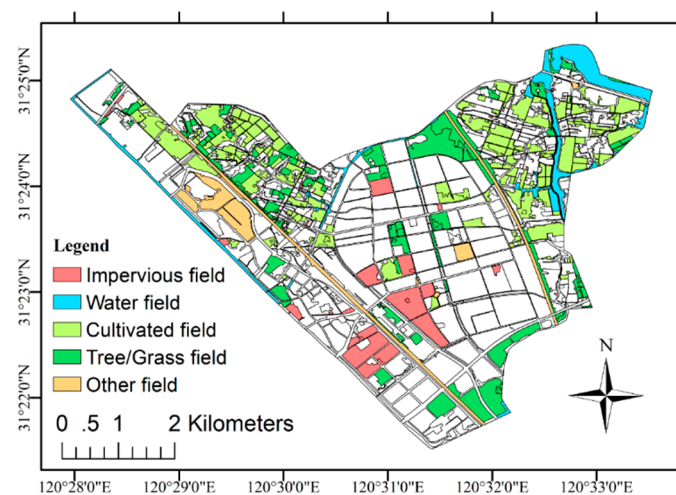 31°25'0"N
31°24'0"N
31°23'0"N
31°22'0"N
Legend
Impervious field
Water field
Cultivated field
Tree/Grass field
Other field
0 .5 1 2 Kilometers
N
120°28'0"E 120°29'0"E 120°30'0"E 120°31'0"E 120°32'0"E 120°33'0"E